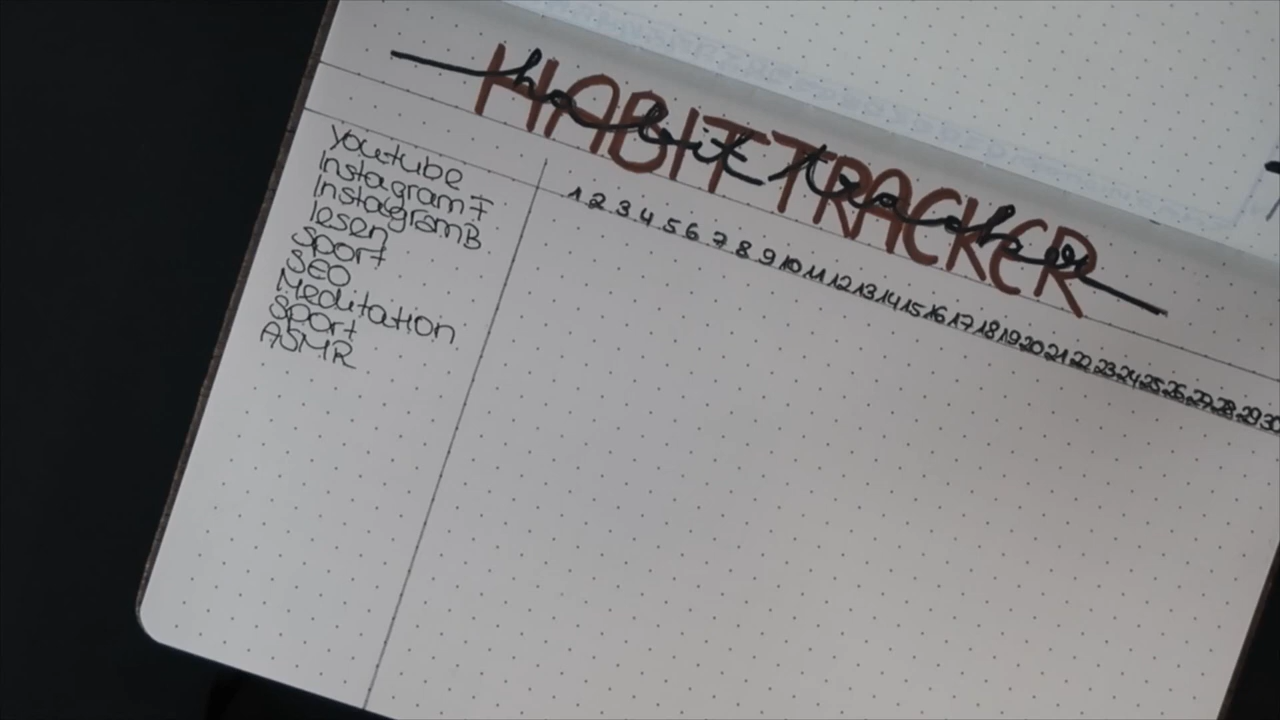 HABIT TRACKER
habit tracker
1 2 3 4 5 6 7 8 9 10 11 12 13 14 15 16 17 18 19 20 21 22 23 24 25 26 27 28 29 30
youtube
Instagram F
Instagram B
lesen
Sport
SEO
Meditation
Sport
ASMR